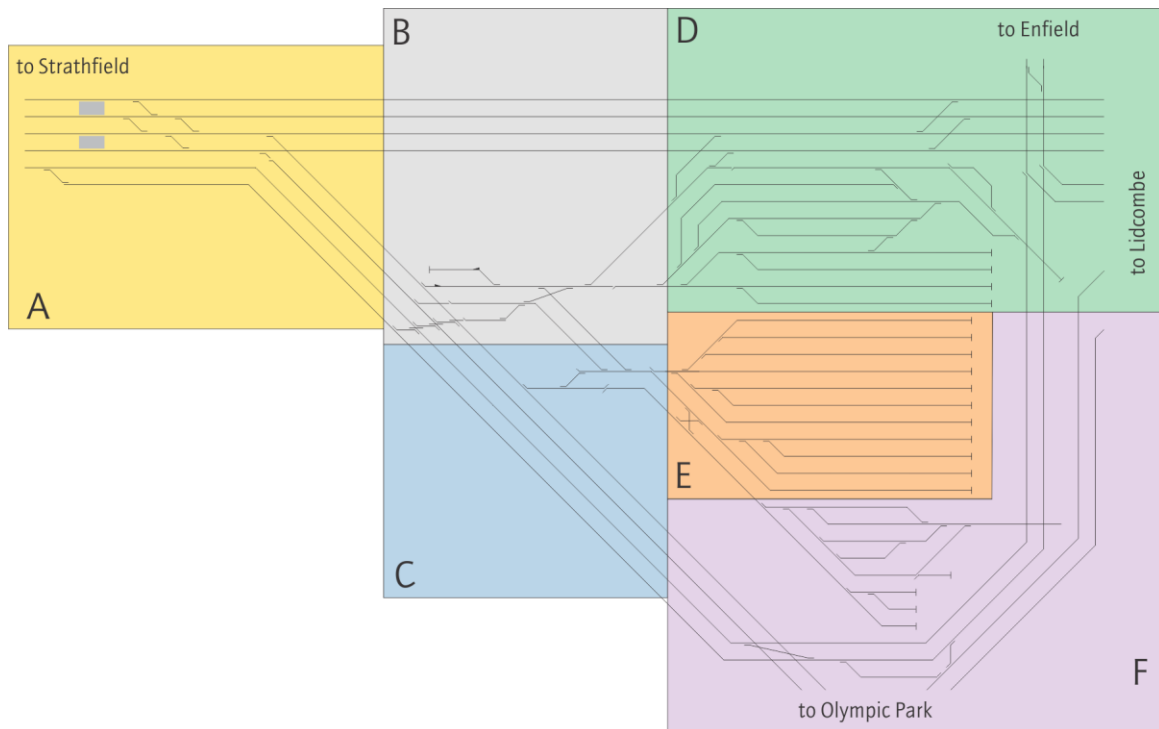 B
D
to Enfield
to Strathfield
to Lidcombe
A
E
C
F
to Olympic Park